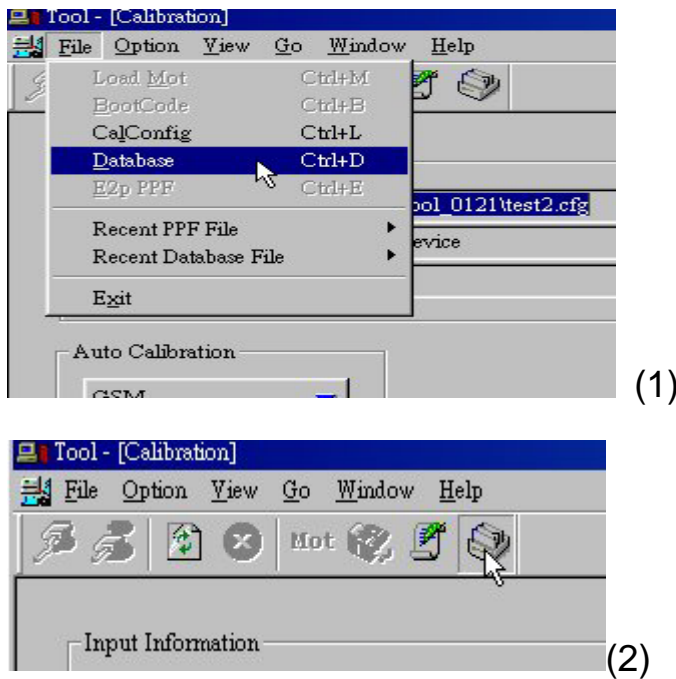 Tool - [Calibration]
File Option View Go Window Help
Load Mot Ctrl+M
BootCode Ctrl+B
CalConfig Ctrl+L
Database Ctrl+D
E2p PPF Ctrl+E
ool_0121\test2.cfg
Recent PPF File
evice
Recent Database File
Exit
Auto Calibration
GSM
(1)
Tool - [Calibration]
File Option View Go Window Help
Mot
Input Information
(2)